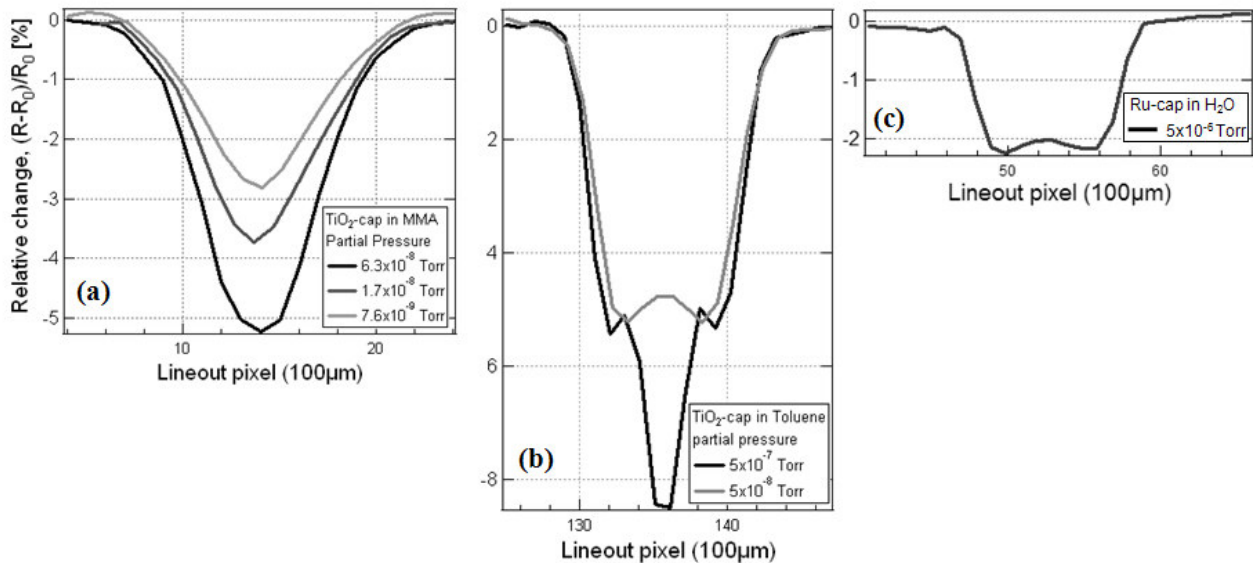 Relative change, (R-R0)/R0 [%]
0
-1
-2
-3
-4
-5
(a)
TiO2-cap in MMA
Partial Pressure
6.3x10-8 Torr
1.7x10-8 Torr
7.6x10-9 Torr
10
20
Lineout pixel (100µm)
0
2
4
6
-8
(b)
TiO2-cap in Toluene
partial pressure
5x10-7 Torr
5x10-8 Torr
130
140
Lineout pixel (100µm)
0
-1
-2
(c)
Ru-cap in H2O
5x10-6 Torr
50
60
Lineout pixel (100µm)